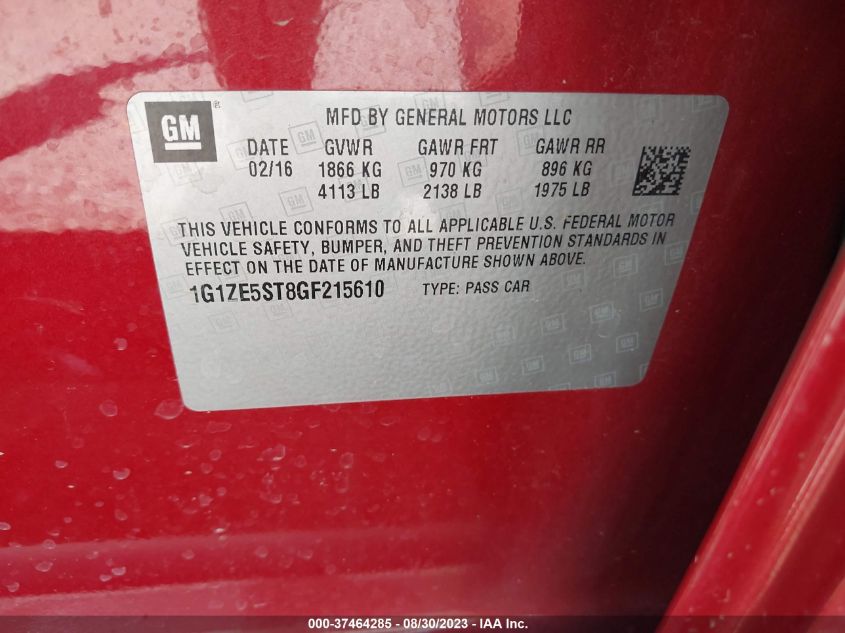 GM ® MFD BY GENERAL MOTORS LLC
DATE GVWR GAWR FRT GAWR RR
02/16 1866 KG 970 KG 896 KG
4113 LB 2138 LB 1975 LB
THIS VEHICLE CONFORMS TO ALL APPLICABLE U.S. FEDERAL MOTOR
VEHICLE SAFETY, BUMPER, AND THEFT PREVENTION STANDARDS IN
EFFECT ON THE DATE OF MANUFACTURE SHOWN ABOVE.
1G1ZE5ST8GF215610 TYPE: PASS CAR
000-37464285 - 08/30/2023 - IAA Inc.